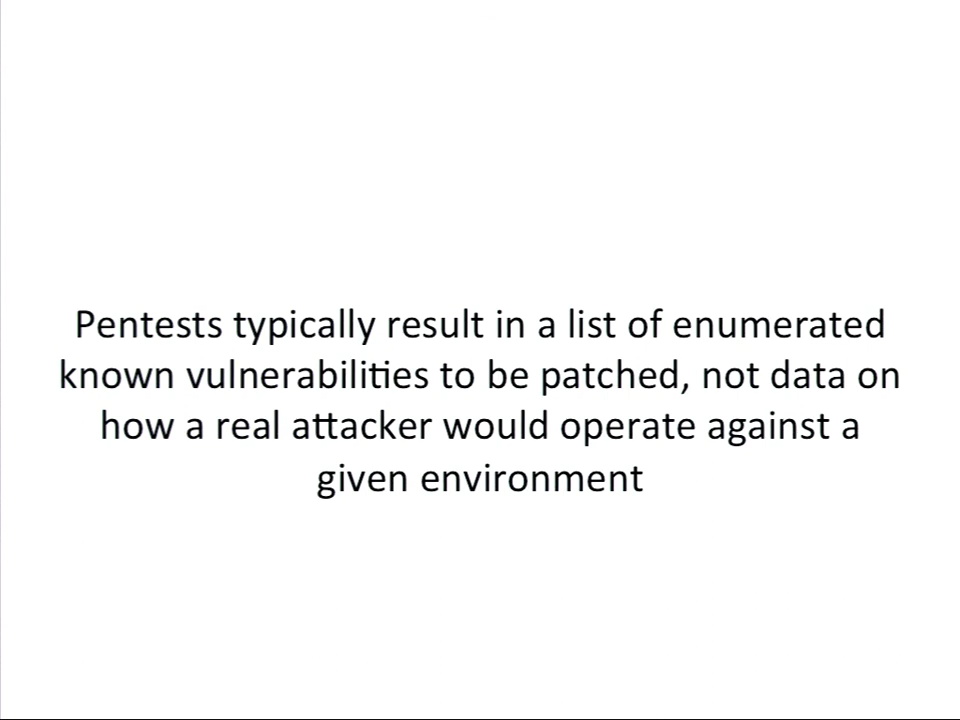 Pentests typically result in a list of enumerated
known vulnerabilities to be patched, not data on
how a real attacker would operate against a
given environment